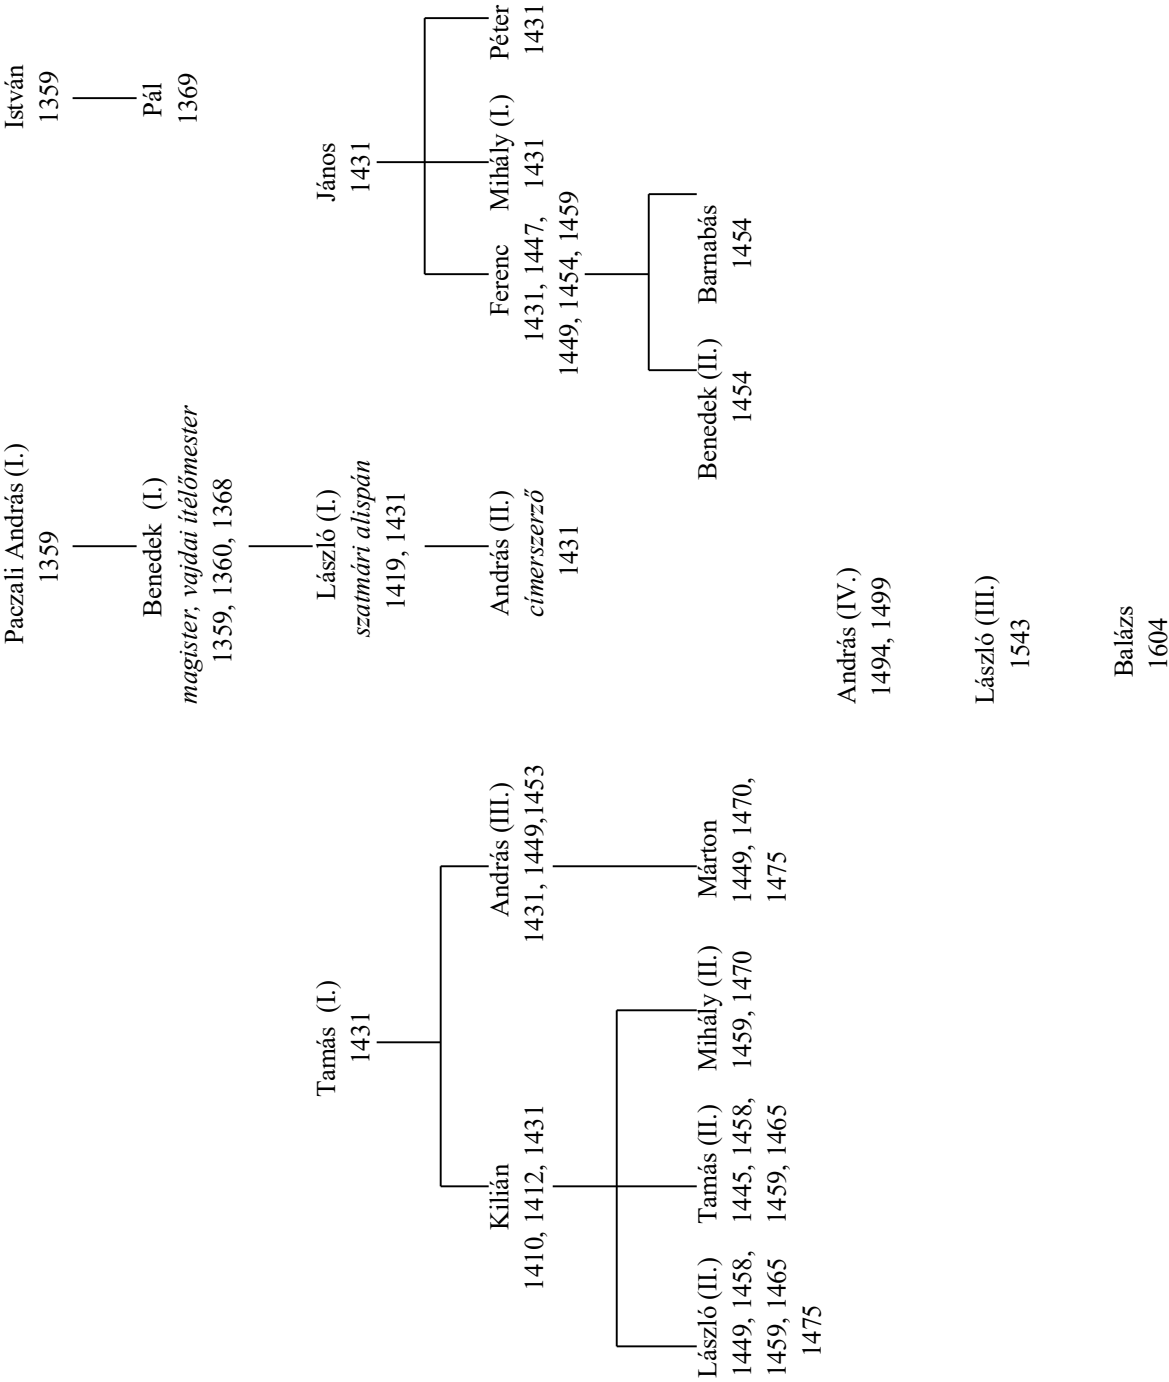 Paczali András (I.)
1359
István
1359
Benedek (I.)
magister, vajdai ítélőmester
1359, 1360, 1368
Pál
1369
Tamás (I.)
1431
László (I.)
szatmári alispán
1419, 1431
János
1431
Kilián
1410, 1412, 1431
András (III.)
1431, 1449,1453
András (II.)
címerszerző
1431
Ferenc
1431, 1447,
1449, 1454, 1459
Mihály (I.)
1431
Péter
1431
László (II.)
1449, 1458,
1459, 1465
1475
Tamás (II.)
1445, 1458,
1459, 1465
Mihály (II.)
1459, 1470
Márton
1449, 1470,
1475
Benedek (II.)
1454
Barnabás
1454
András (IV.)
1494, 1499
László (III.)
1543
Balázs
1604